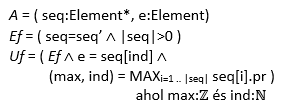 A = ( seq:Element*, e:Element)
Ef = ( seq=seq’ ∧ |seq|>0 )
Uf = ( Ef ∧ e = seq[ind] ∧
(max, ind) = MAXi=1 .. |seq| seq[i].pr )
ahol max:ℤ és ind:ℕ